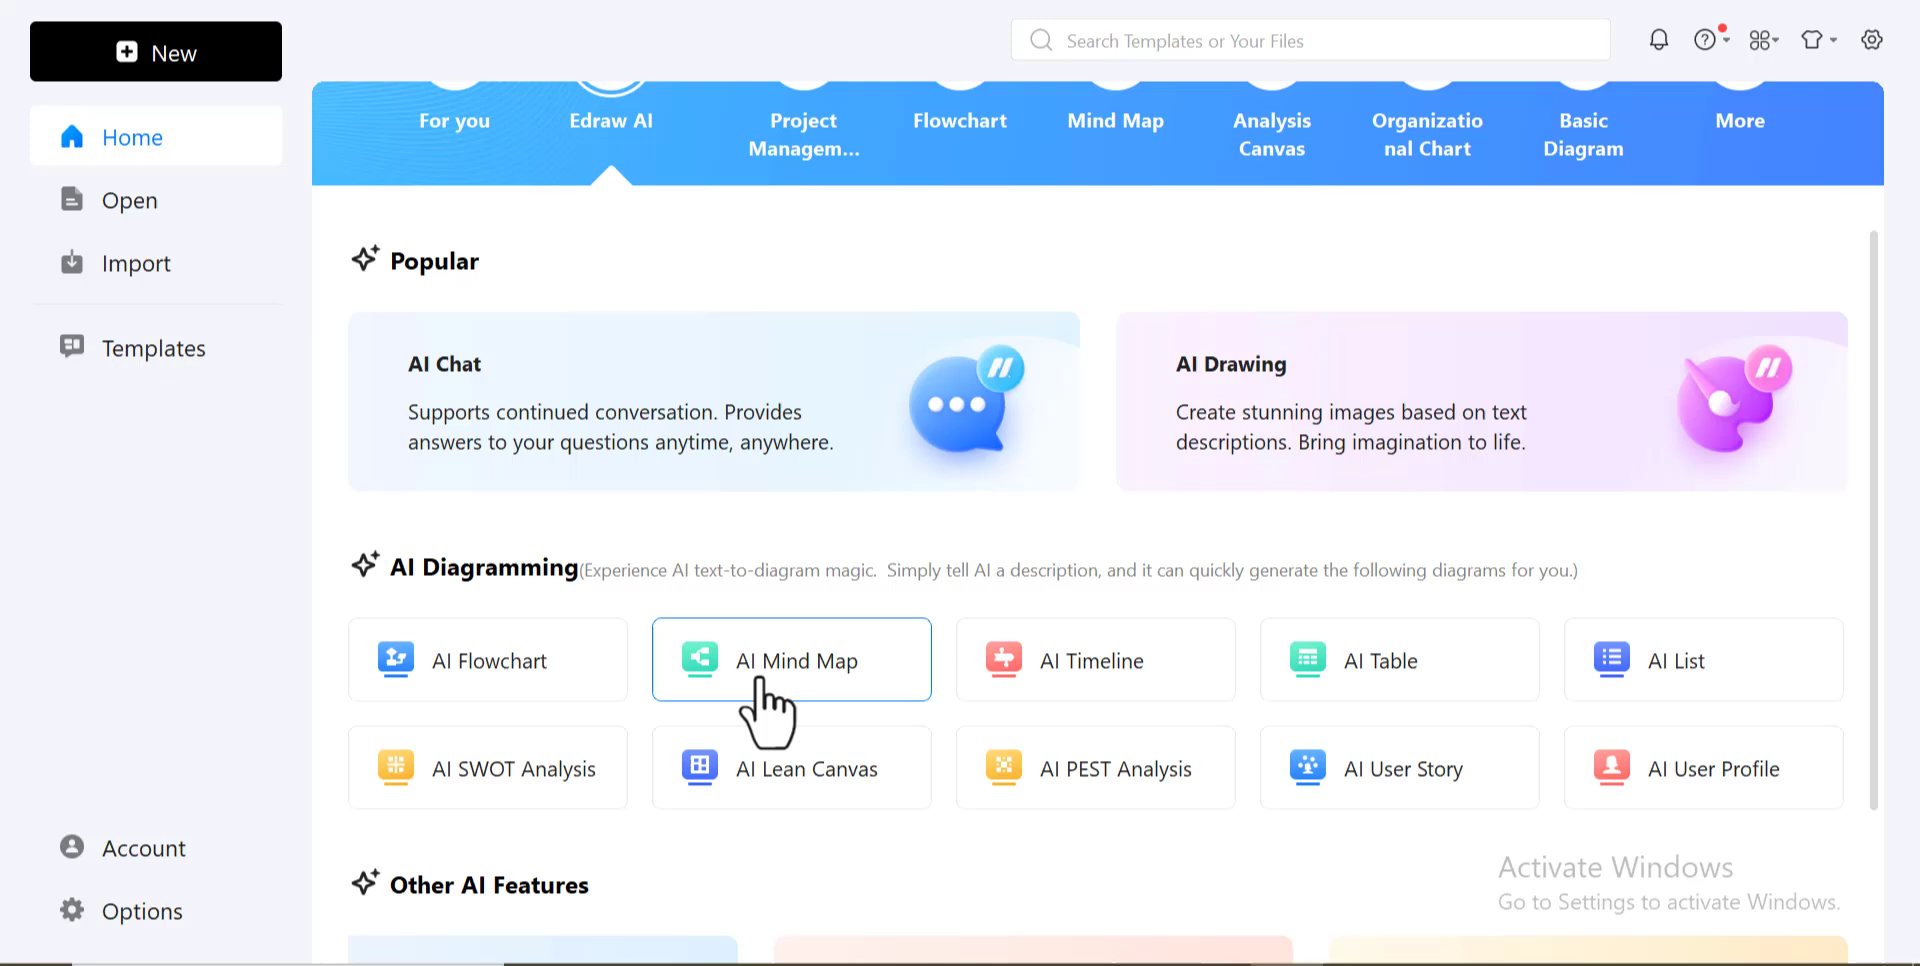 New
Search Templates or Your Files
Home
Open
Import
Templates
Account
Options
For you
Edraw AI
Project
Managem...
Flowchart
Mind Map
Analysis
Canvas
Organizatio
nal Chart
Basic
Diagram
More
Popular
AI Chat
Supports continued conversation. Provides
answers to your questions anytime, anywhere.
AI Drawing
Create stunning images based on text
descriptions. Bring imagination to life.
AI Diagramming(Experience AI text-to-diagram magic. Simply tell AI a description, and it can quickly generate the following diagrams for you.)
AI Flowchart
AI Mind Map
AI Timeline
AI Table
AI List
AI SWOT Analysis
AI Lean Canvas
AI PEST Analysis
AI User Story
AI User Profile
Other AI Features
Activate Windows
Go to Settings to activate Windows.